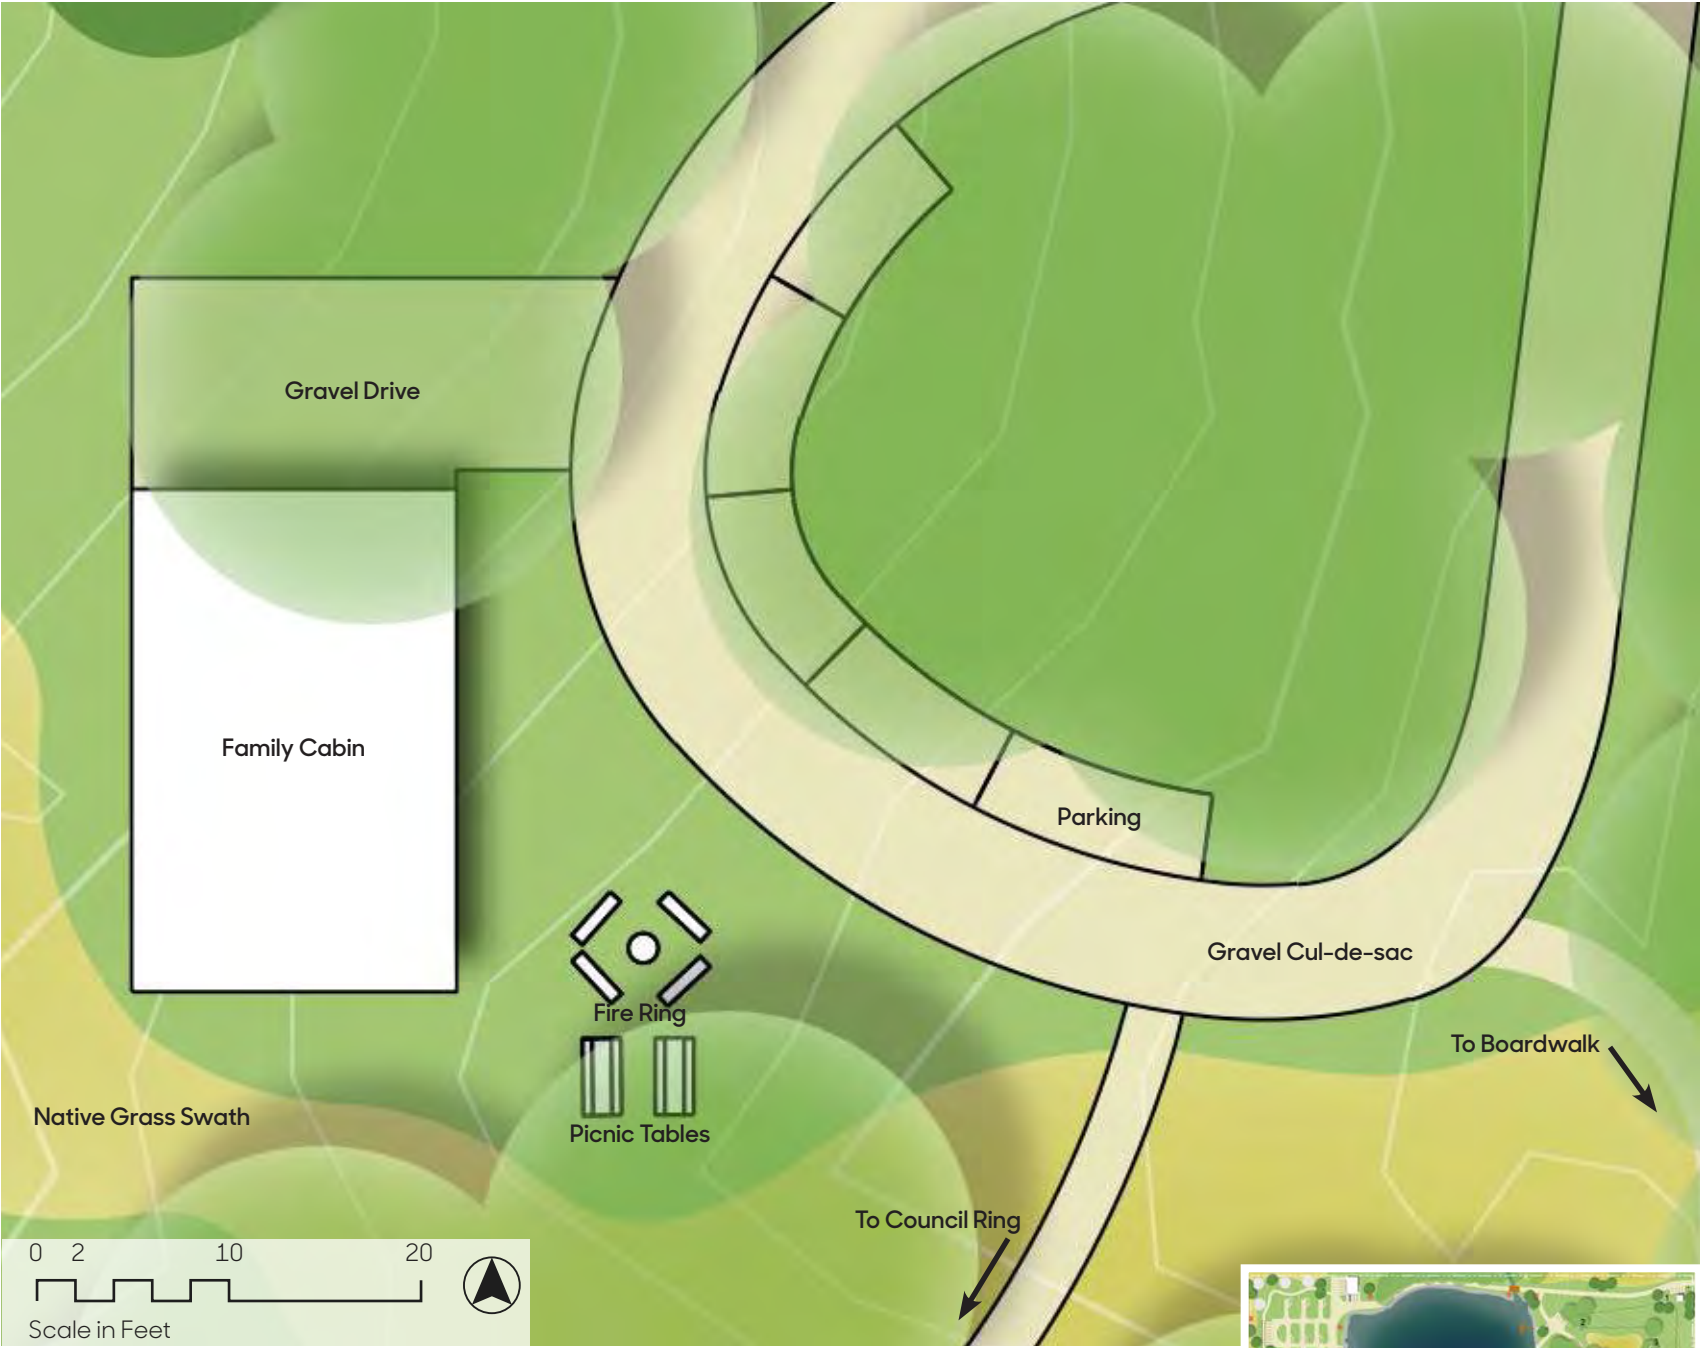 Gravel Drive
Family Cabin
Parking
Gravel Cul-de-sac
Fire Ring
To Boardwalk
Native Grass Swath
Picnic Tables
To Council Ring
0 2 10 20
Scale in Feet